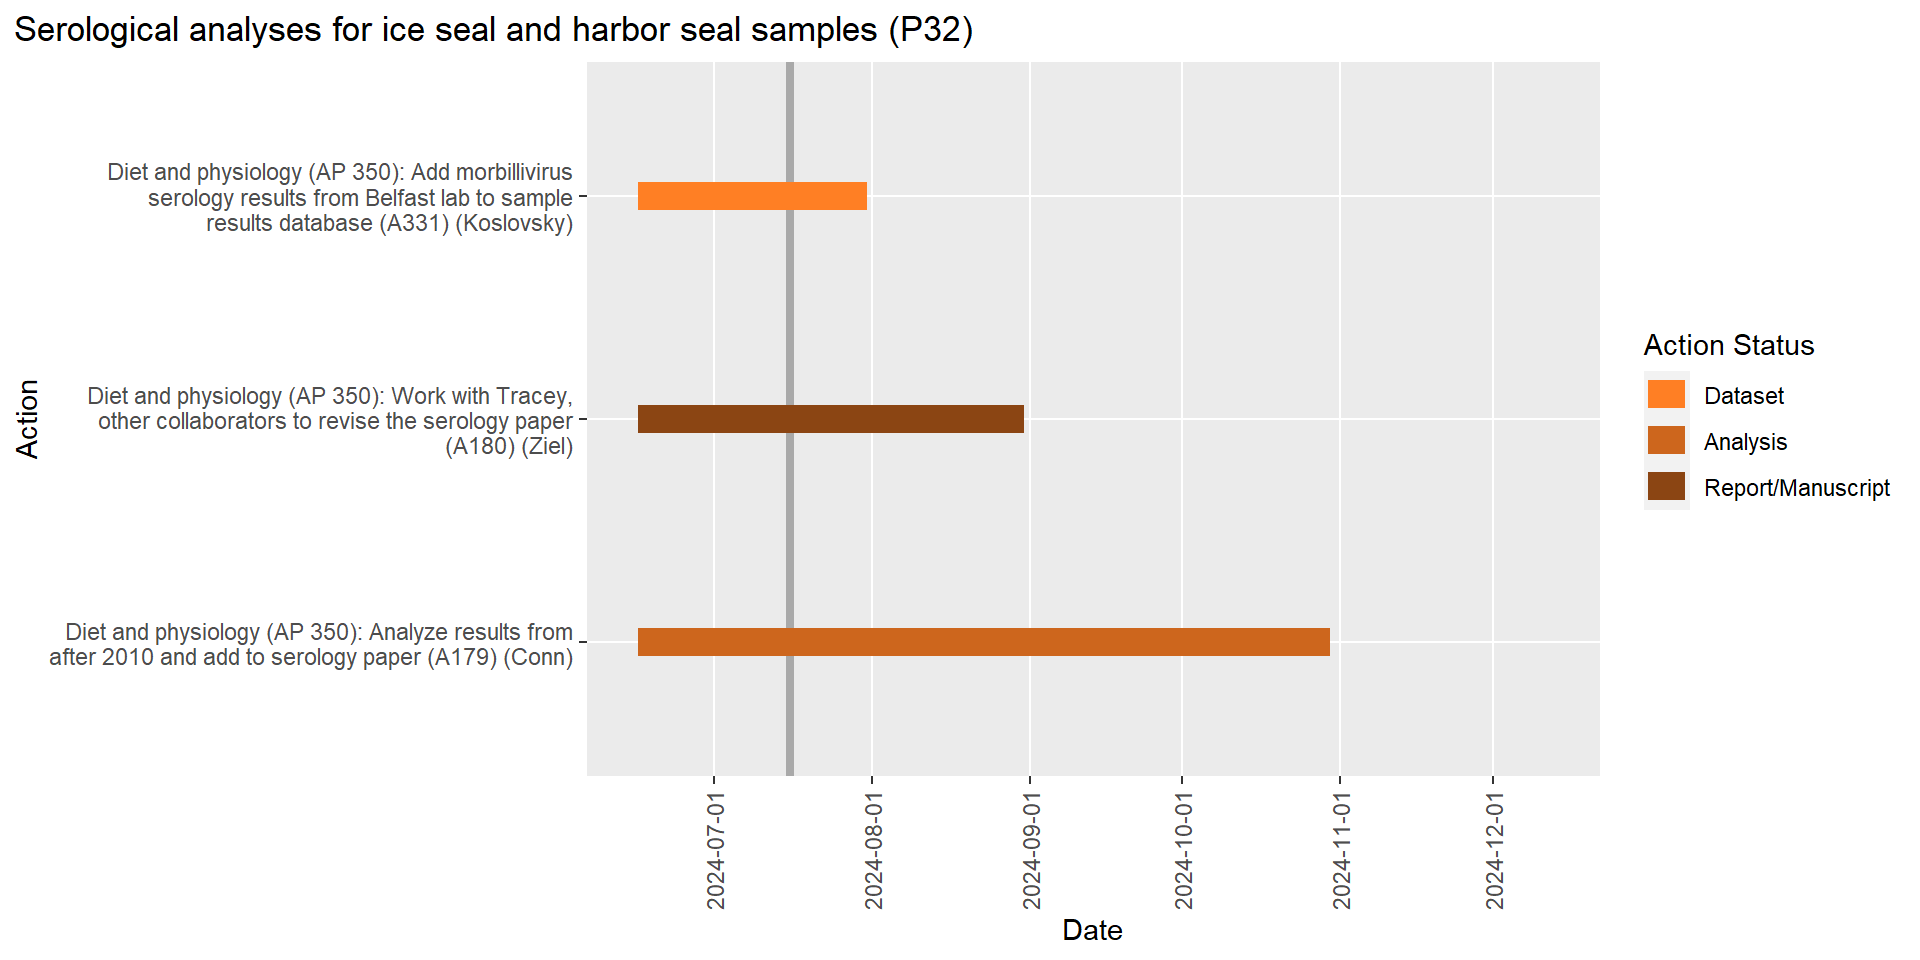 Serological analyses for ice seal and harbor seal samples (P32)
Action
Diet and physiology (AP 350): Add morbillivirus
serology results from Belfast lab to sample
results database (A331) (Koslovsky)
Diet and physiology (AP 350): Work with Tracey,
other collaborators to revise the serology paper
(A180) (Ziel)
Diet and physiology (AP 350): Analyze results from
after 2010 and add to serology paper (A179) (Conn)
2024-07-01
2024-08-01
2024-09-01
2024-10-01
2024-11-01
2024-12-01
Date
Action Status
Dataset
Analysis
Report/Manuscript